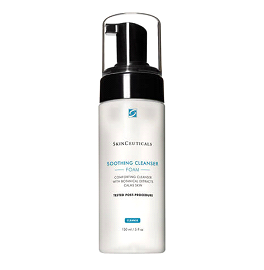 SKINCEUTICALS
SOOTHING CLEANSER
FOAM
COMFORTING CLEANSER
WITH BOTANICAL EXTRACTS
CALMS SKIN
TESTED POST-PROCEDURE
CLEANSE
150 ml / 5 fl oz